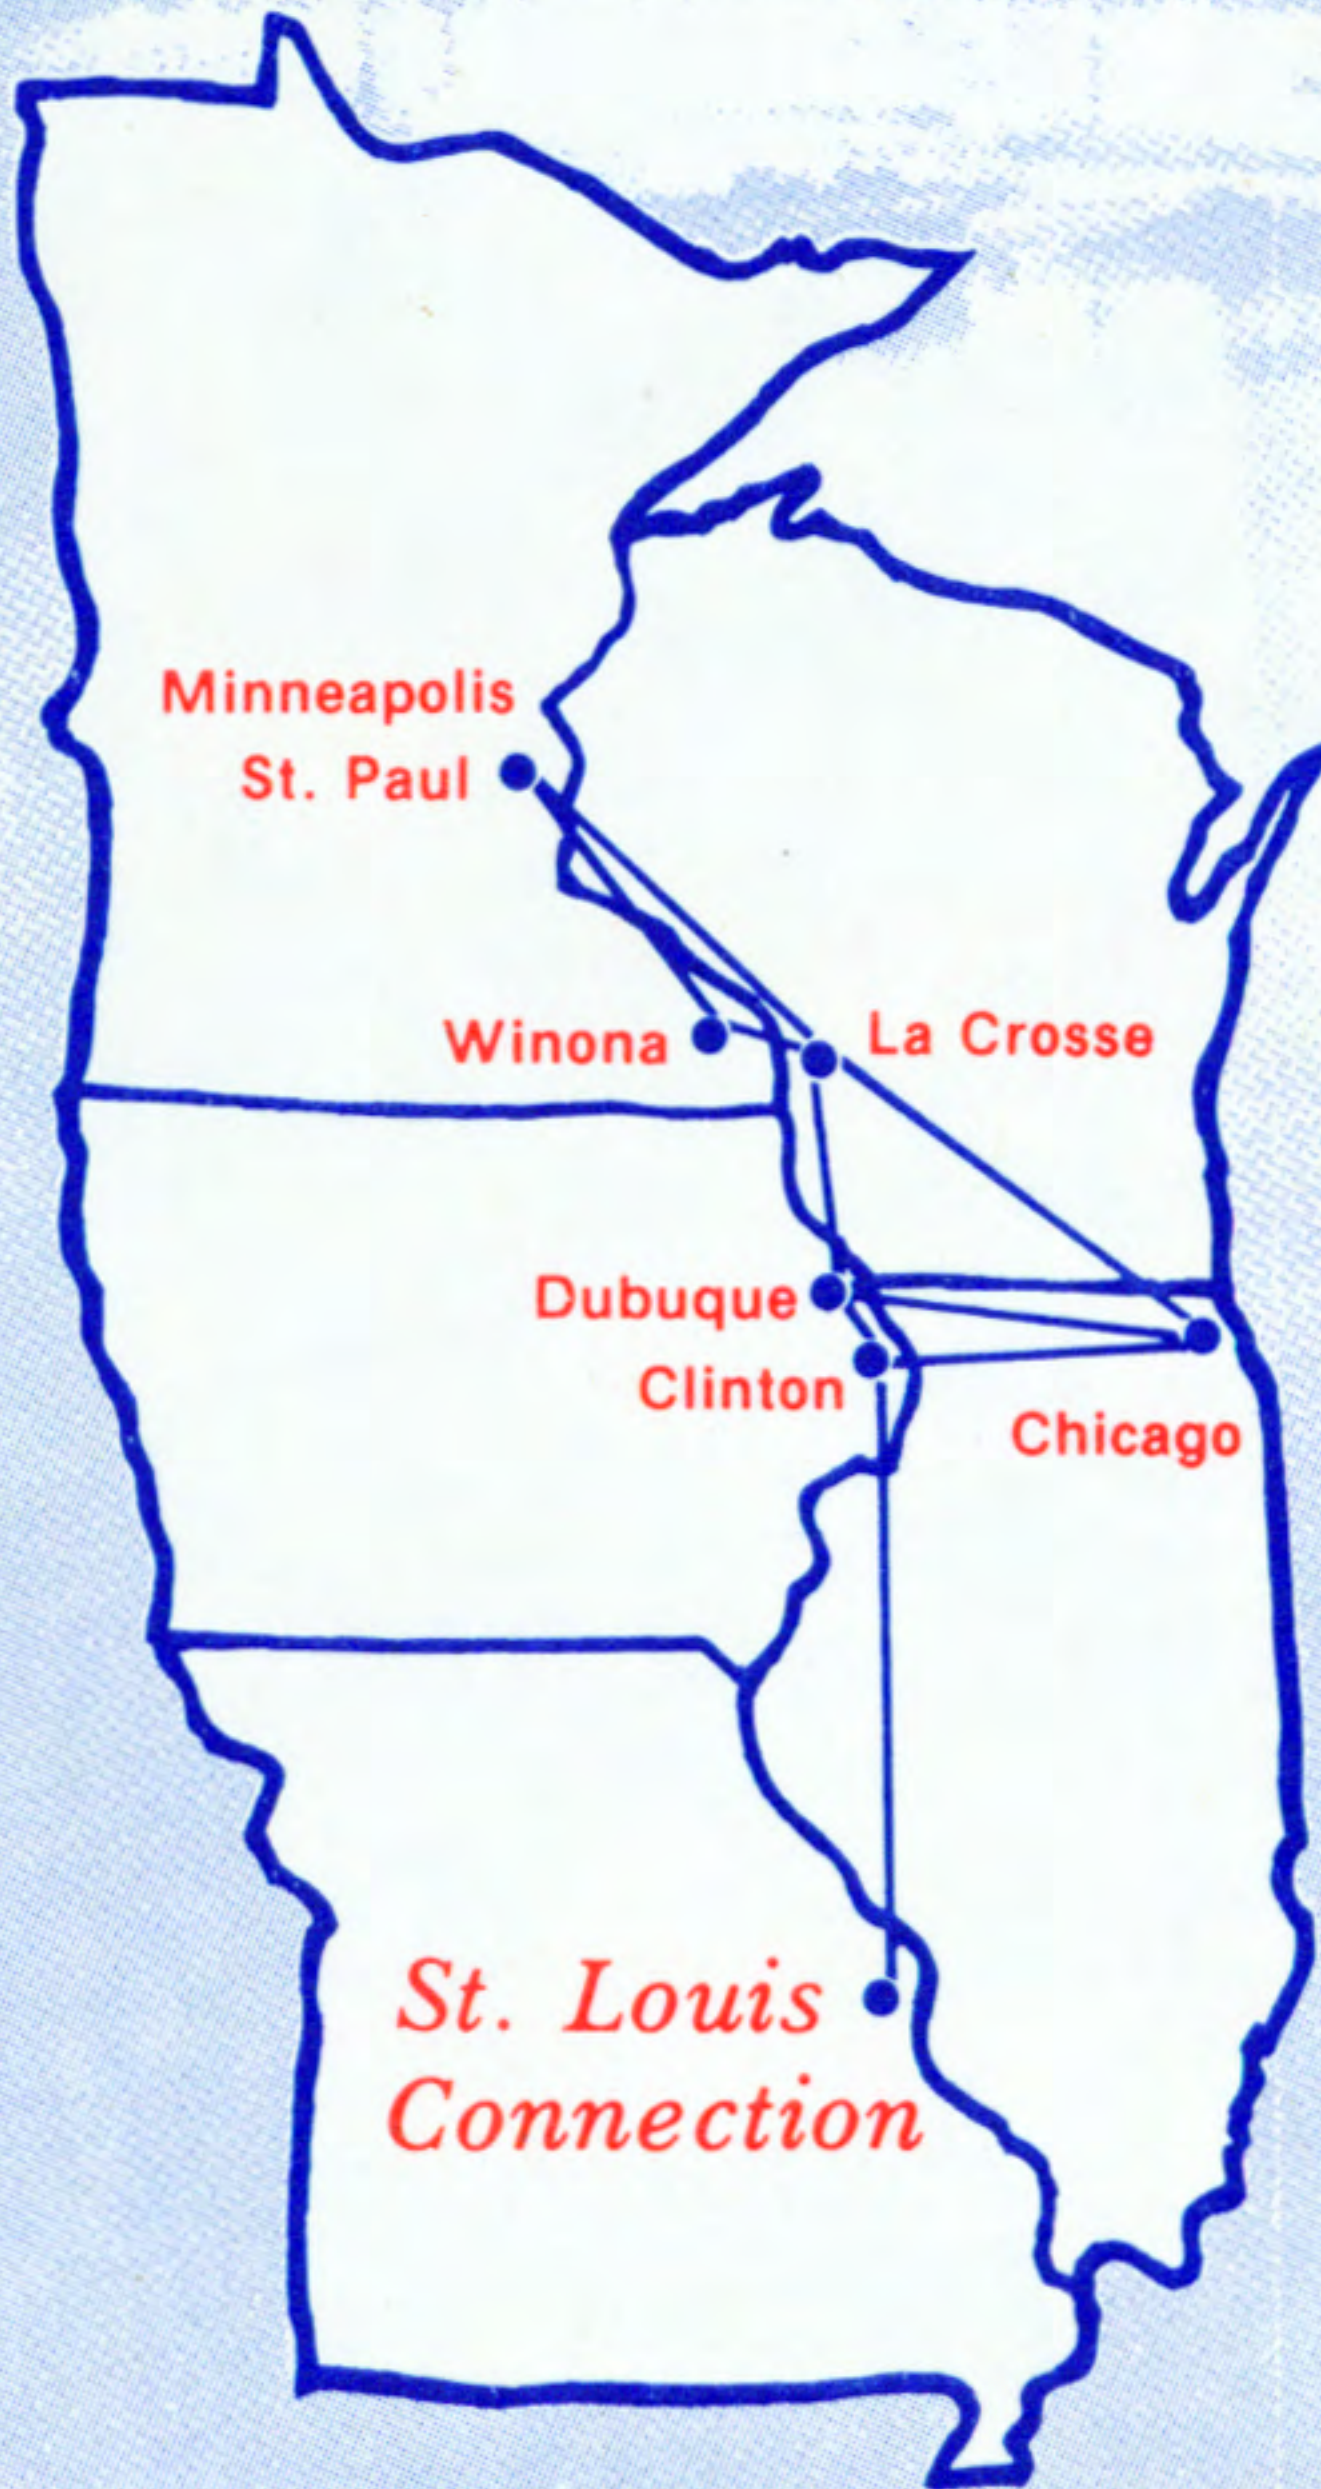 Minneapolis
St. Paul
Winona
La Crosse
Dubuque
Clinton
Chicago
St. Louis
Connection